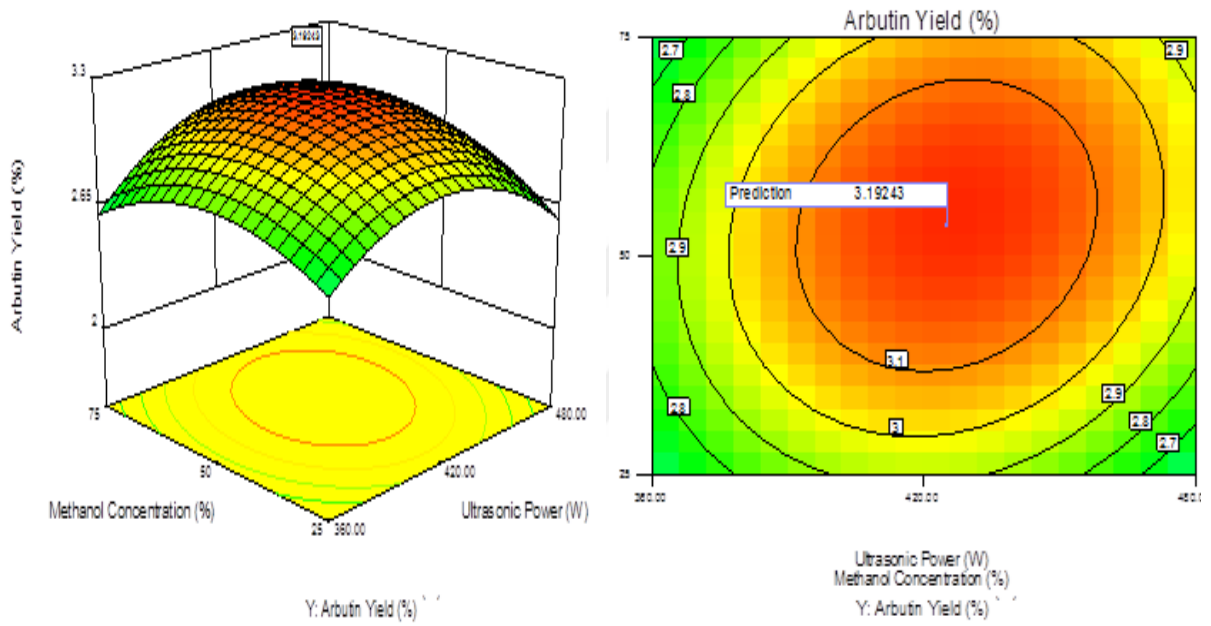 3.19243
3.3
2.65
2
Arbutin Yield (%)
75
50
25
Methanol Concentration (%)
360.00
420.00
480.00
Ultrasonic Power (W)
Y: Arbutin Yield (%)
Arbutin Yield (%)
75
50
25
2.7
2.8
2.9
2.9
Prediction 3.19243
3.1
3
2.8
2.9
2.8
2.7
360.00
420.00
480.0
Ultrasonic Power (W)
Methanol Concentration (%)
Y: Arbutin Yield (%)